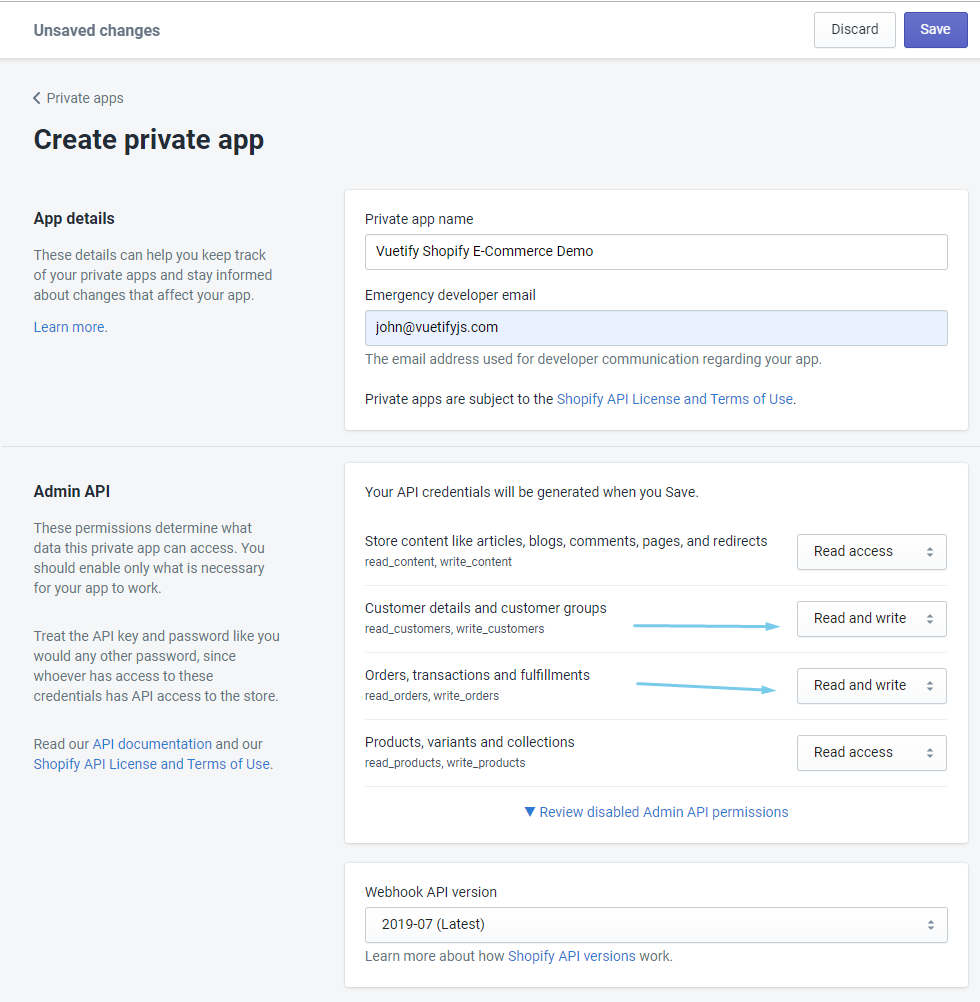 Unsaved changes
Discard
Save
Private apps
Create private app
App details
These details can help you keep track
of your private apps and stay informed
about changes that affect your app.
Learn more.
Private app name
Vuetify Shopify E-Commerce Demo
Emergency developer email
john@vuetifyjs.com
The email address used for developer communication regarding your app.
Private apps are subject to the Shopify API License and Terms of Use.
Admin API
These permissions determine what
data this private app can access. You
should enable only what is necessary
for your app to work.
Treat the API key and password like you
would any other password, since
whoever has access to these
credentials has API access to the store.
Read our API documentation and our
Shopify API License and Terms of Use.
Your API credentials will be generated when you Save.
Store content like articles, blogs, comments, pages, and redirects
read_content, write_content
Read access
Customer details and customer groups
read_customers, write_customers
Read and write
Orders, transactions and fulfillments
read_orders, write_orders
Read and write
Products, variants and collections
read_products, write_products
Read access
▼ Review disabled Admin API permissions
Webhook API version
2019-07 (Latest)
Learn more about how Shopify API versions work.